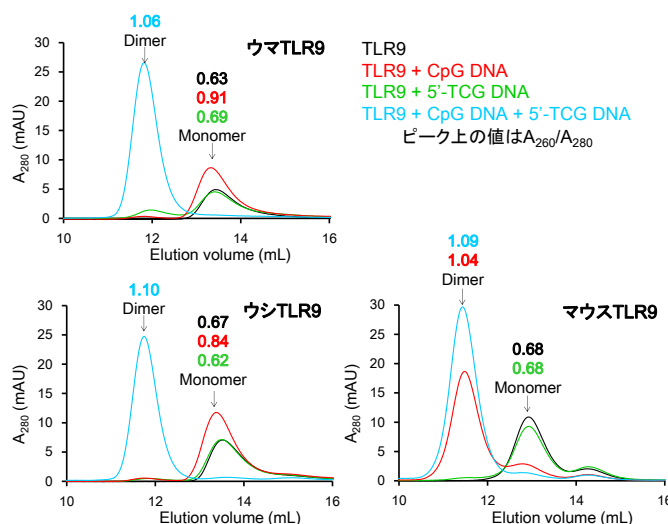 1.06
Dimer
ウマTLR9
0.63
0.91
0.69
Monomer
A280 (mAU)
30
25
20
15
10
5
0
10 12 14 16
Elution volume (mL)
TLR9
TLR9 + CpG DNA
TLR9 + 5'-TCG DNA
TLR9 + CpG DNA + 5'-TCG DNA
ピーク上の値はA260/A280
1.10
Dimer
ウシTLR9
0.67
0.84
0.62
Monomer
A280 (mAU)
30
25
20
15
10
5
0
10 12 14 16
Elution volume (mL)
1.09
1.04
Dimer
マウスTLR9
0.68
0.68
Monomer
A280 (mAU)
30
25
20
15
10
5
0
10 12 14 16
Elution volume (mL)